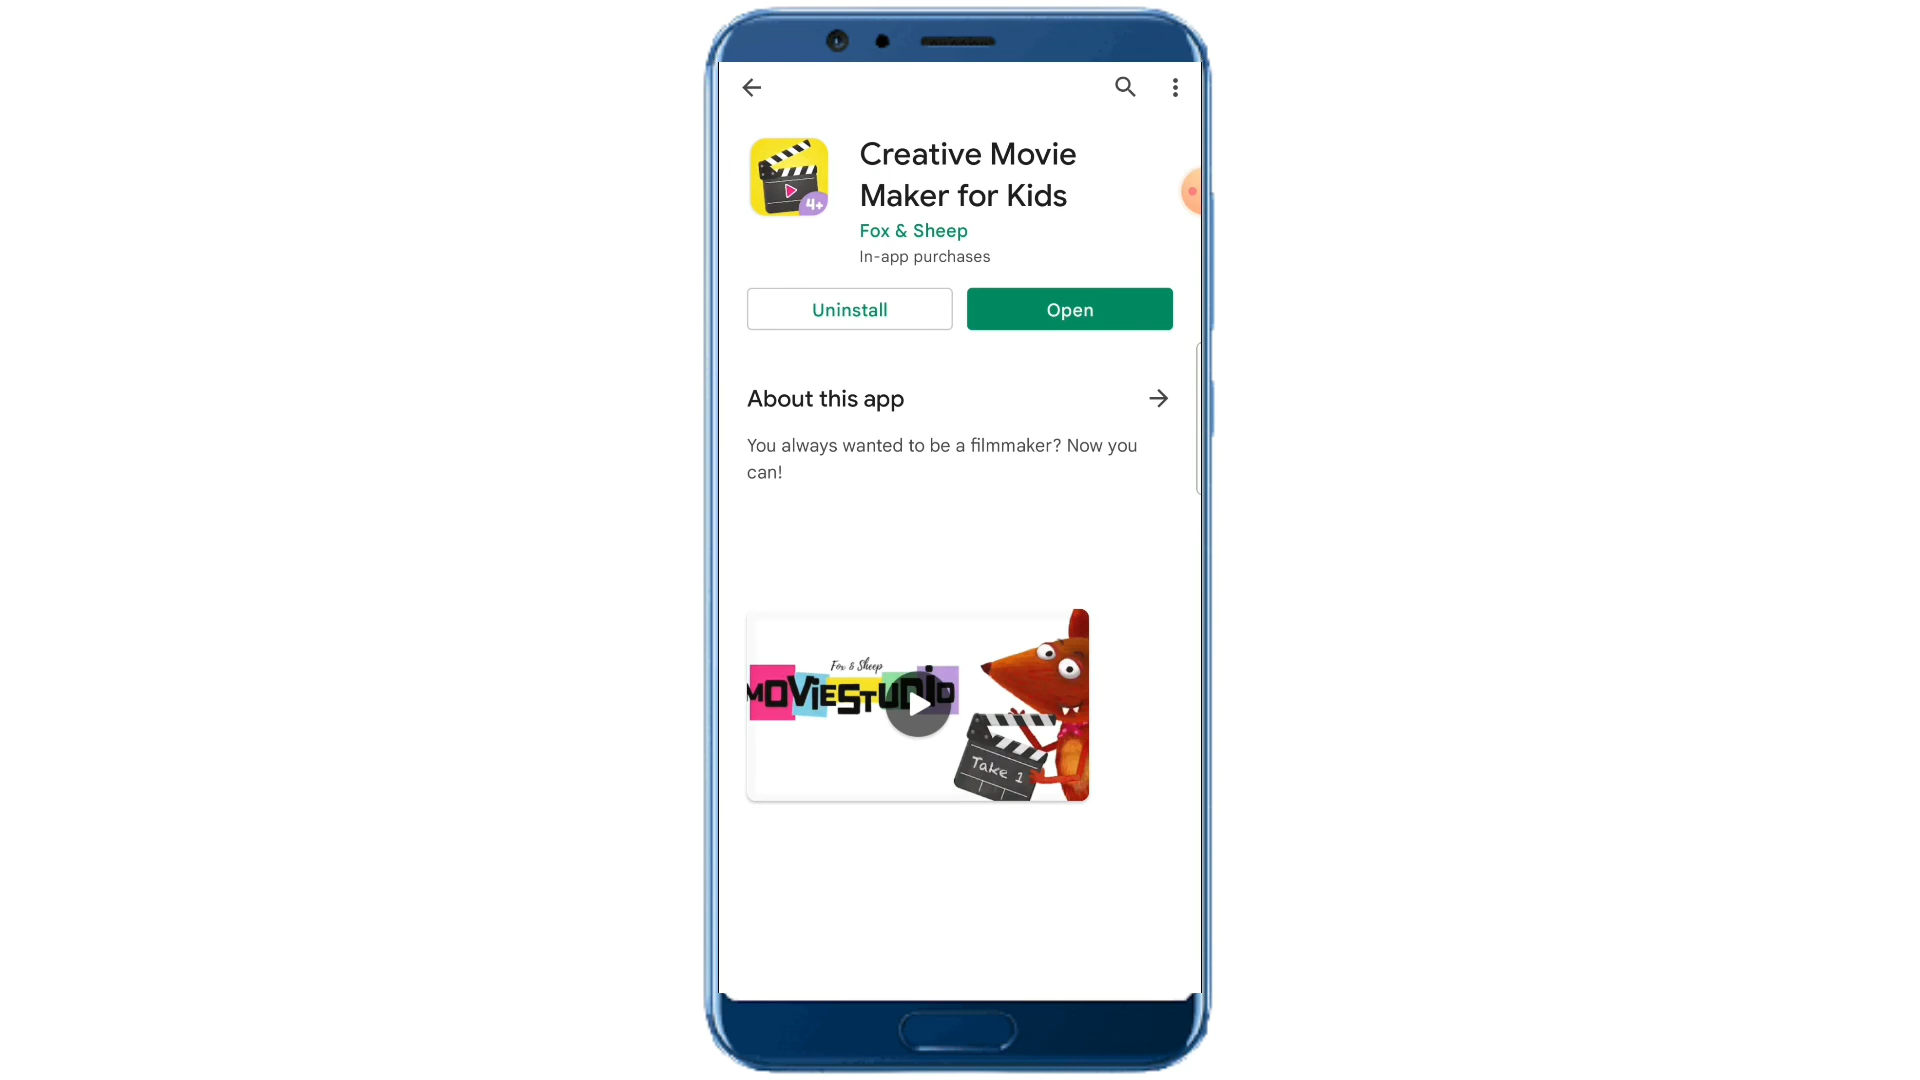 Creative Movie
Maker for Kids
4+
Fox & Sheep
In-app purchases
Uninstall
Open
About this app
You always wanted to be a filmmaker? Now you
can!
Fox & Sheep
MOViESTUDiO
Take 1